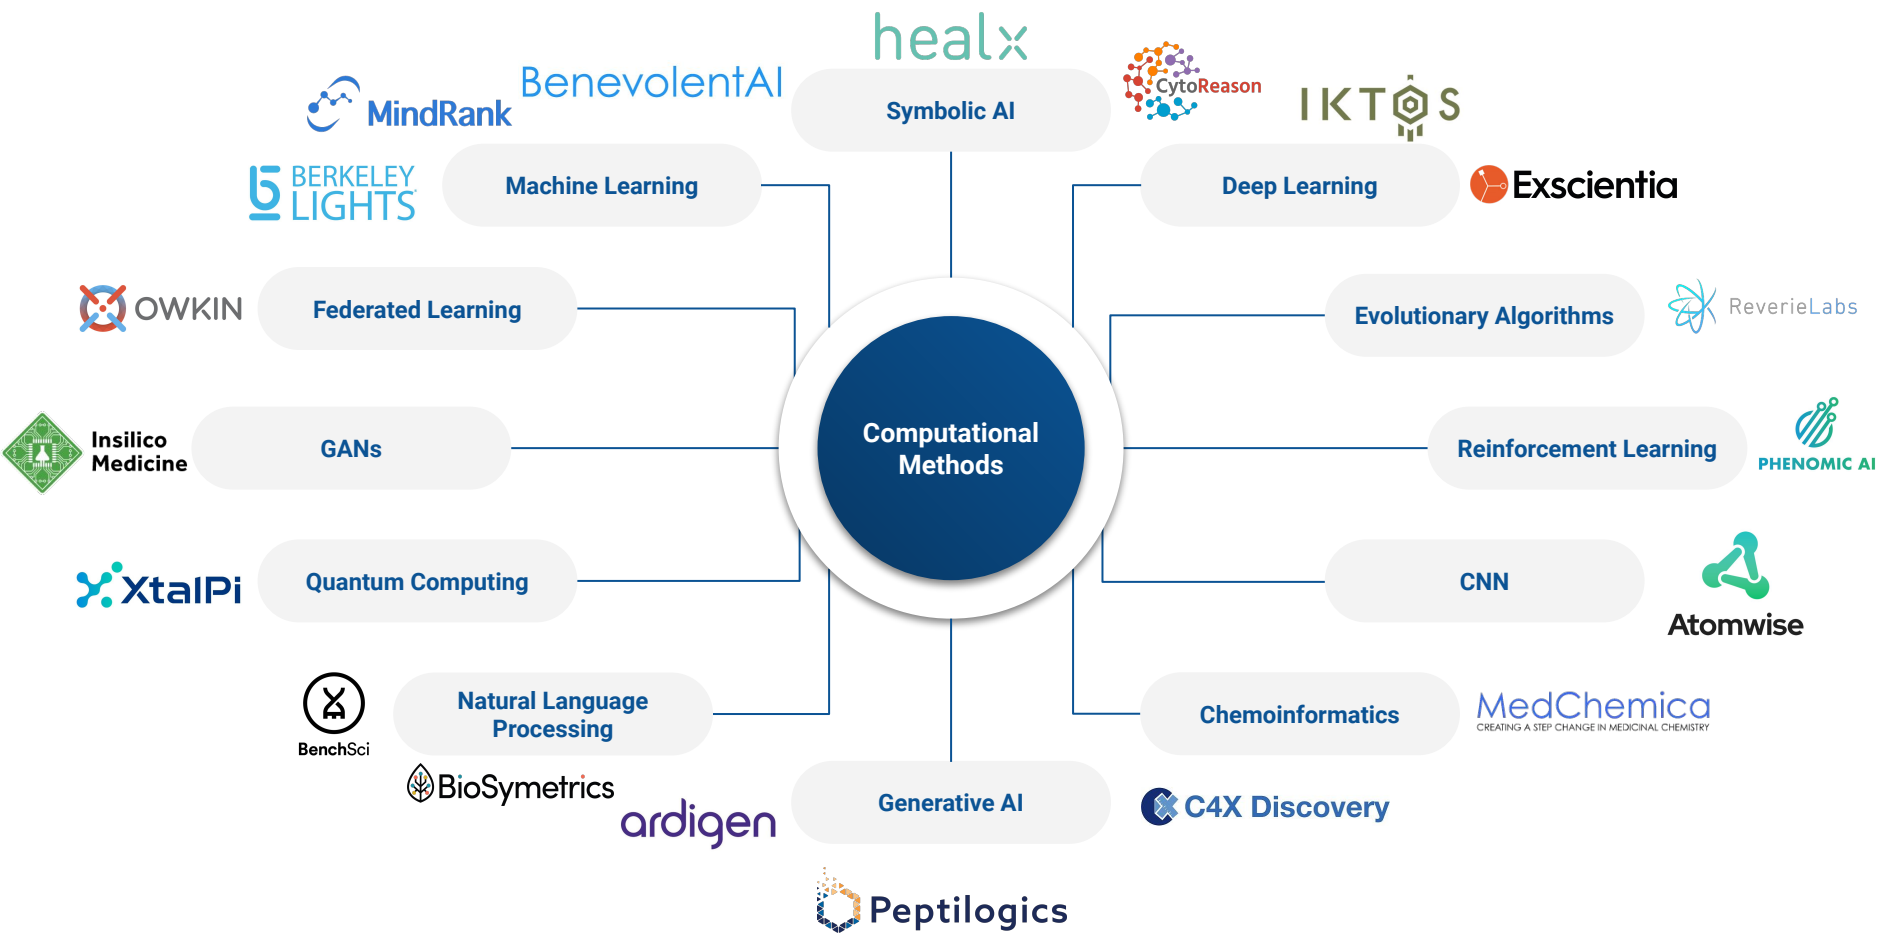 healx
BenevolentAI
MindRank
CytoReason
IKTOS
Symbolic AI
BERKELEY
LIGHTS
Machine Learning
Deep Learning
Exscientia
OWKIN
Federated Learning
Evolutionary Algorithms
ReverieLabs
Insilico
Medicine
GANs
Computational
Methods
Reinforcement Learning
PHENOMIC AI
XtalPi
Quantum Computing
CNN
Atomwise
BenchSci
Natural Language
Processing
Chemoinformatics
MedChemica
CREATING A STEP CHANGE IN MEDICINAL CHEMISTRY
BioSymetrics
ardigen
Generative AI
C4X Discovery
Peptilogics